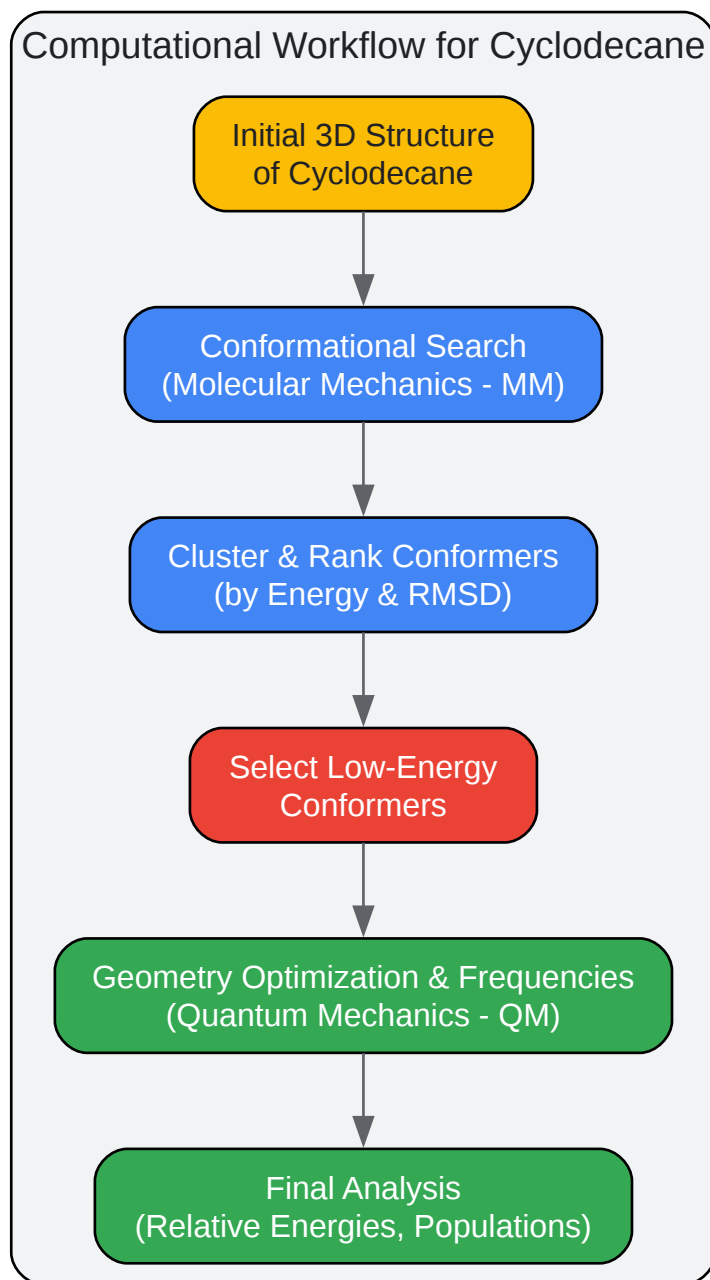 Computational Workflow for Cyclodecane
Initial 3D Structure
of Cyclodecane
Conformational Search
(Molecular Mechanics - MM)
Cluster & Rank Conformers
(by Energy & RMSD)
Select Low-Energy
Conformers
Geometry Optimization & Frequencies
(Quantum Mechanics - QM)
Final Analysis
(Relative Energies, Populations)